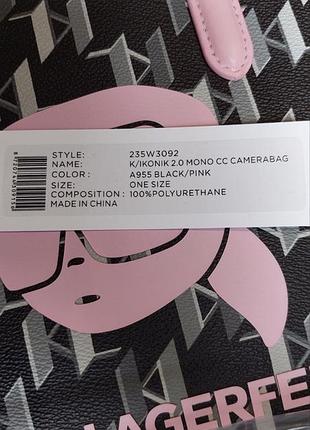 STYLE: 235W3092
NAME: K/IKONIK 2.0 MONO CC CAMERABAG
COLOR : A955 BLACK/PINK
SIZE: ONE SIZE
COMPOSITION : 100%POLYURETHANE
MADE IN CHINA
LAGERFE